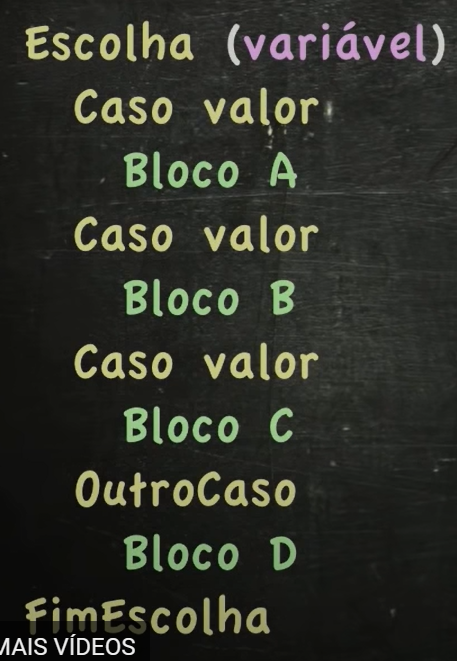 Escolha (variável)
Caso valor
Bloco A
Caso valor
Bloco B
Caso valor
Bloco C
OutroCaso
Bloco D
FimEscolha
MAIS VÍDEOS